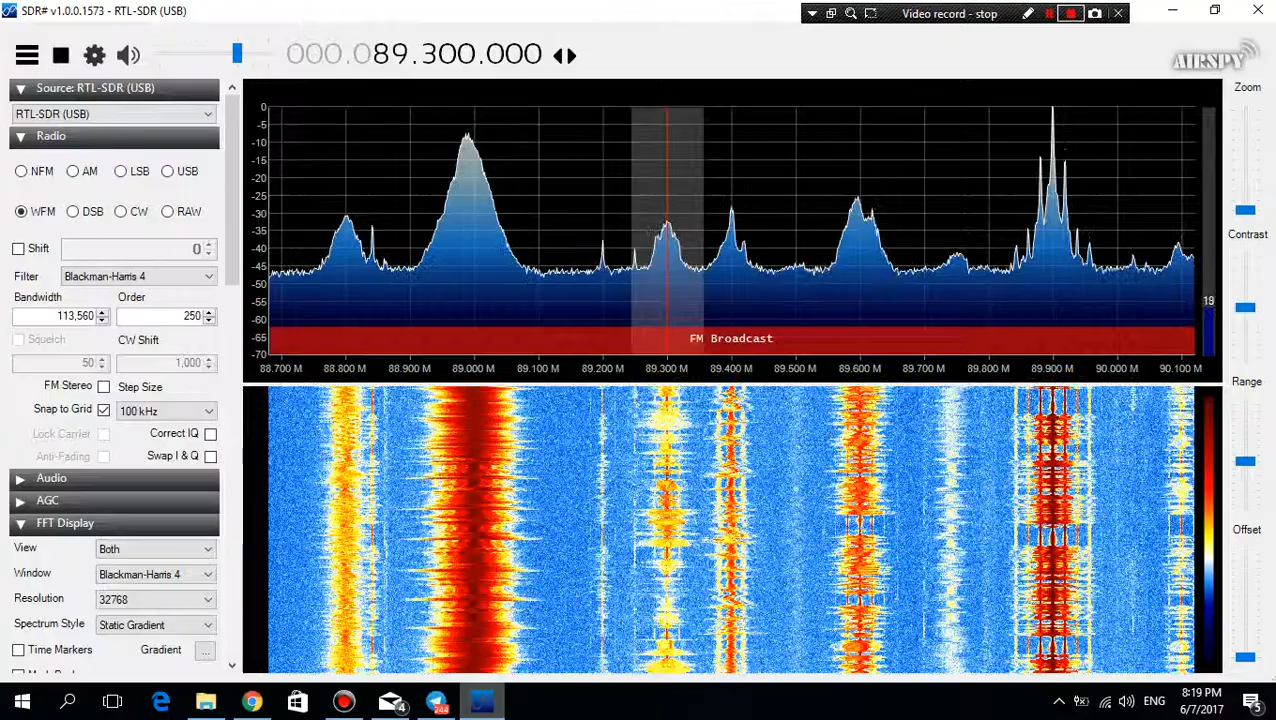 SDR# v1.0.0.1573 - RTL-SDR (USB)
Video record - stop
000.089.300.000
AIRSPY
Source: RTL-SDR (USB)
RTL-SDR (USB)
Radio
NFM AM LSB USB
WFM DSB CW RAW
Shift 0
Filter Blackman-Harris 4
Bandwidth Order
113,560 250
Squelch CW Shift
50 1,000
FM Stereo Step Size
Snap to Grid 100 kHz
Lock Carrier Correct IQ
Anti-Fading Swap I & Q
Audio
AGC
FFT Display
View Both
Window Blackman-Harris 4
Resolution 32768
Spectrum Style Static Gradient
Time Markers Gradient ...
0
-5
-10
-15
-20
-25
-30
-35
-40
-45
-50
-55
-60
-65
-70
FM Broadcast
19
88.700 M 88.800 M 88.900 M 89.000 M 89.100 M 89.200 M 89.300 M 89.400 M 89.500 M 89.600 M 89.700 M 89.800 M 89.900 M 90.000 M 90.100 M
Zoom
Contrast
Range
Offset
4
244
ENG
8:19 PM
6/7/2017
5